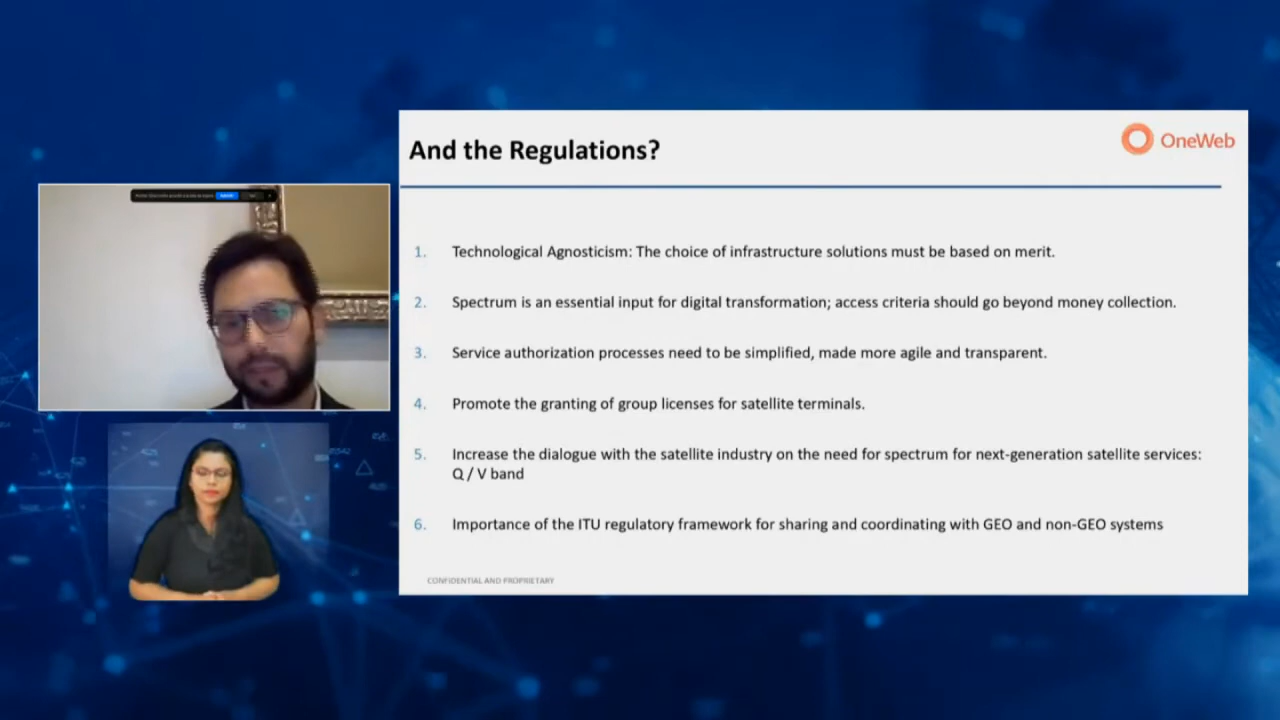 And the Regulations?
OneWeb
1. Technological Agnosticism: The choice of infrastructure solutions must be based on merit.
2. Spectrum is an essential input for digital transformation; access criteria should go beyond money collection.
3. Service authorization processes need to be simplified, made more agile and transparent.
4. Promote the granting of group licenses for satellite terminals.
5. Increase the dialogue with the satellite industry on the need for spectrum for next-generation satellite services:
Q / V band
6. Importance of the ITU regulatory framework for sharing and coordinating with GEO and non-GEO systems
CONFIDENTIAL AND PROPRIETARY